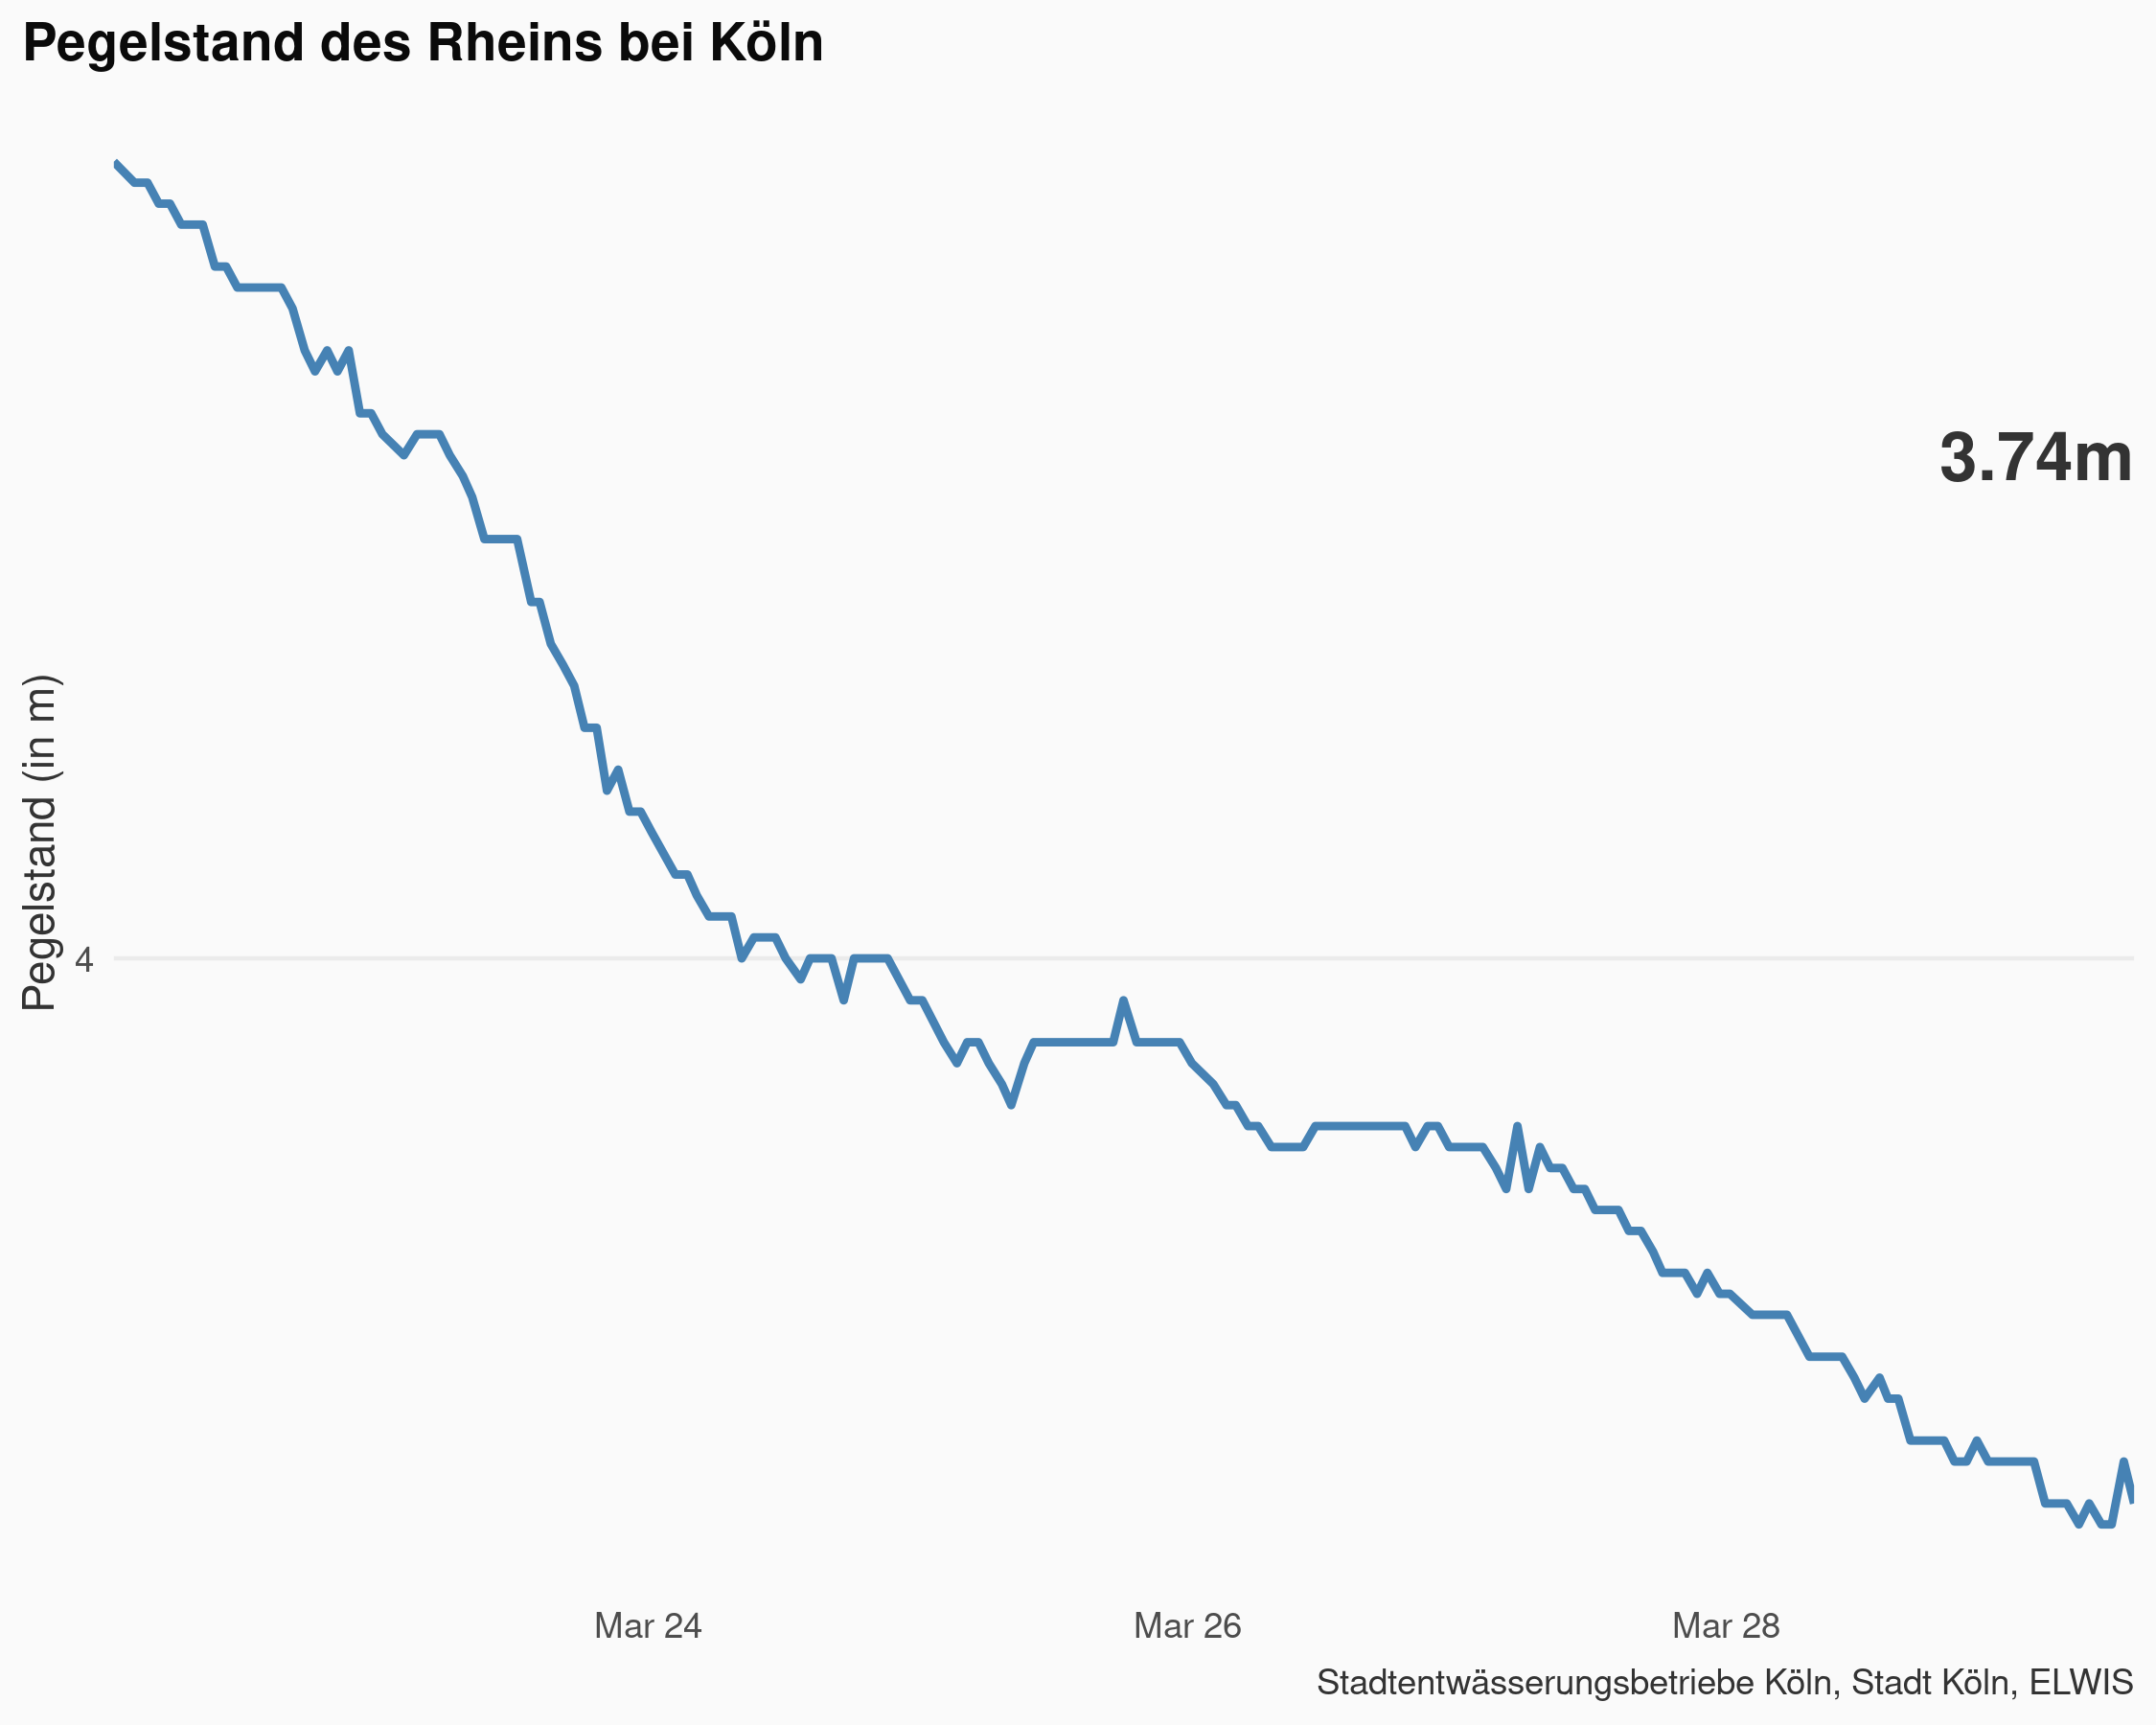 Pegelstand des Rheins bei Köln
3.74m
Pegelstand (in m)
4
Mar 24
Mar 26
Mar 28
Stadtentwässerungsbetriebe Köln, Stadt Köln, ELWIS